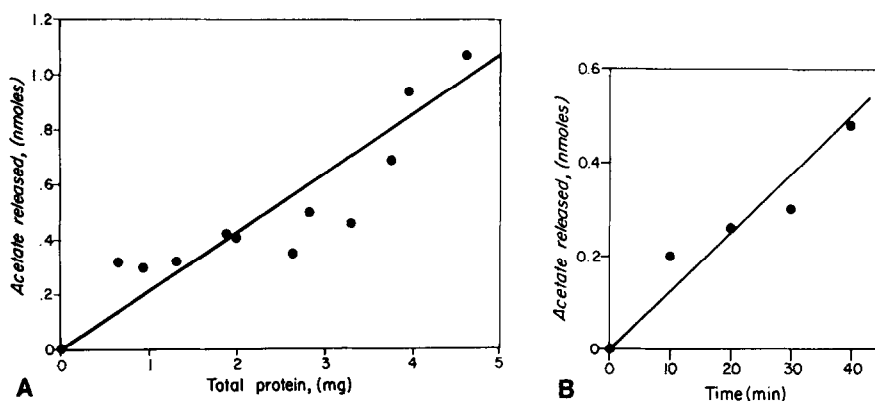 1.2
1.0
.8
.6
.4
.2
0
Acelate released, (nmoles)
0 1 2 3 4 5
Total protein, (mg)
A
0.6
0.4
0.2
0
Acetate released, (nmoles)
0 10 20 30 40
Time (min)
B